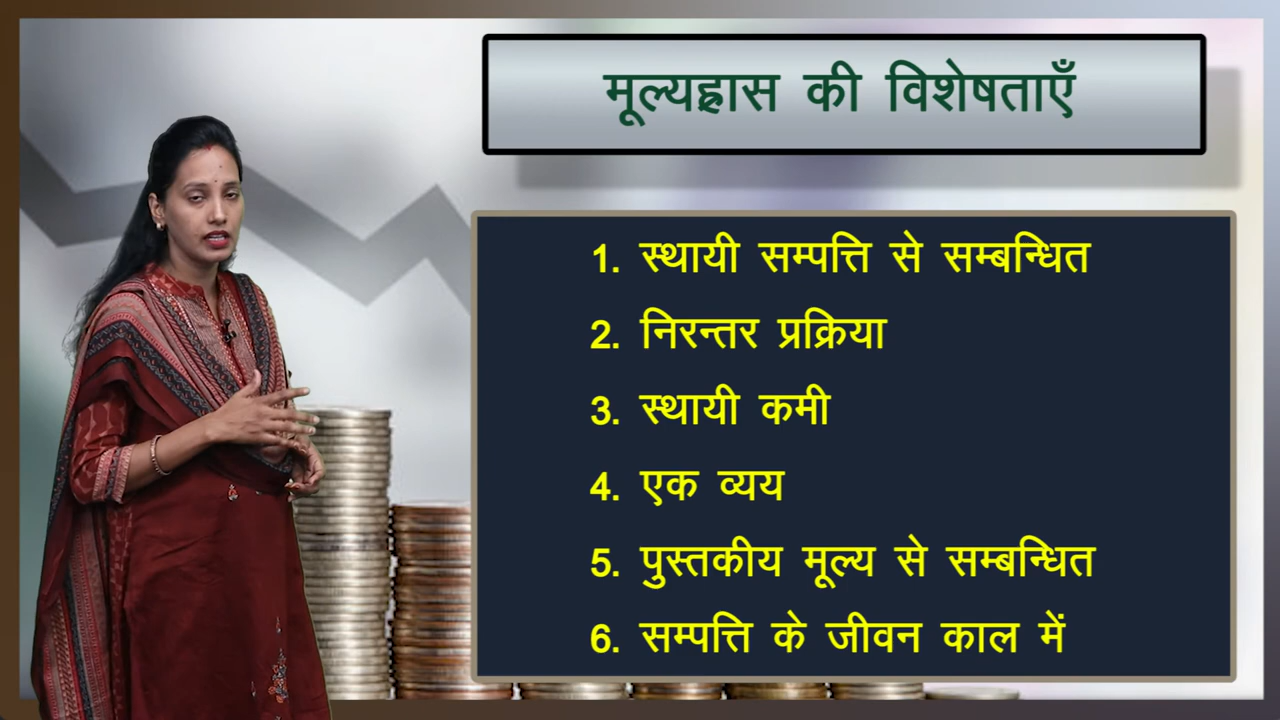 मूल्यह्रास की विशेषताएँ
1. स्थायी सम्पत्ति से सम्बन्धित
2. निरन्तर प्रक्रिया
3. स्थायी कमी
4. एक व्यय
5. पुस्तकीय मूल्य से सम्बन्धित
6. सम्पत्ति के जीवन काल में